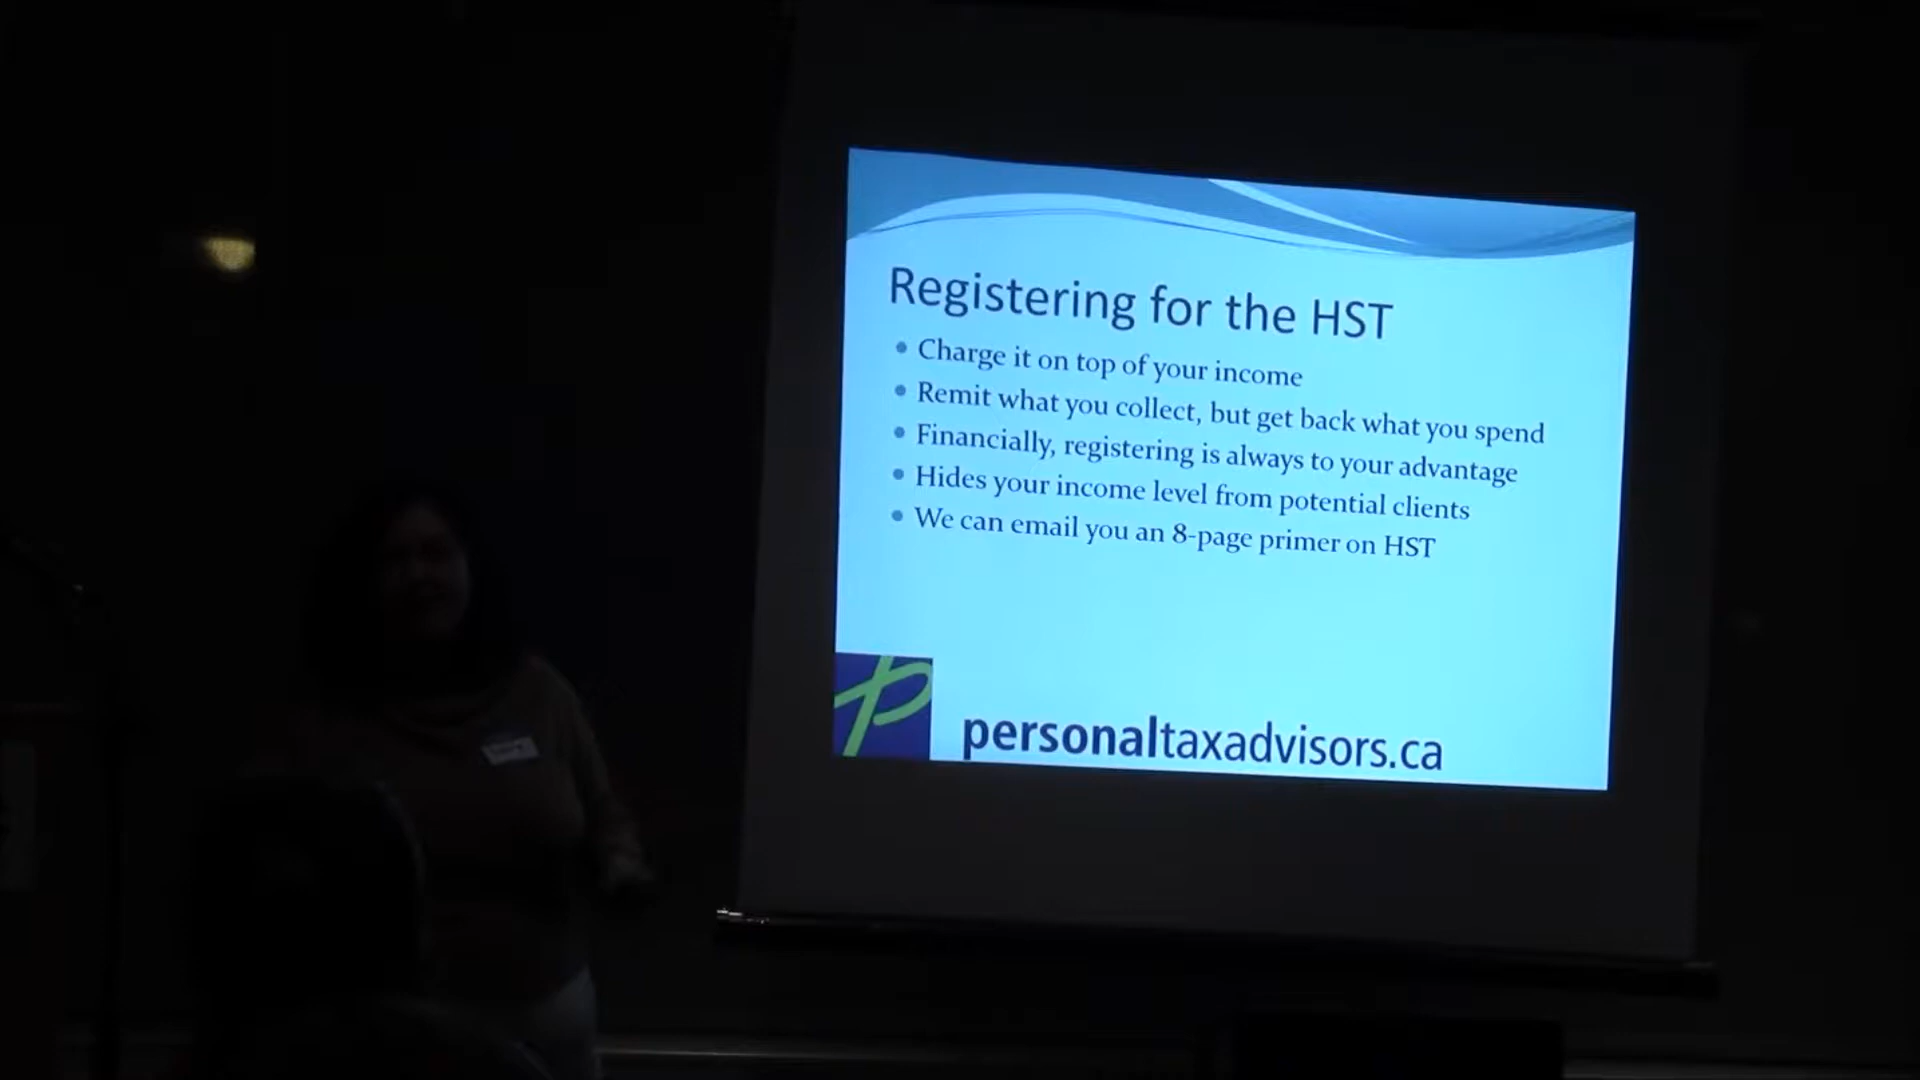 Registering for the HST
• Charge it on top of your income
• Remit what you collect, but get back what you spend
• Financially, registering is always to your advantage
• Hides your income level from potential clients
• We can email you an 8-page primer on HST
personaltaxadvisors.ca